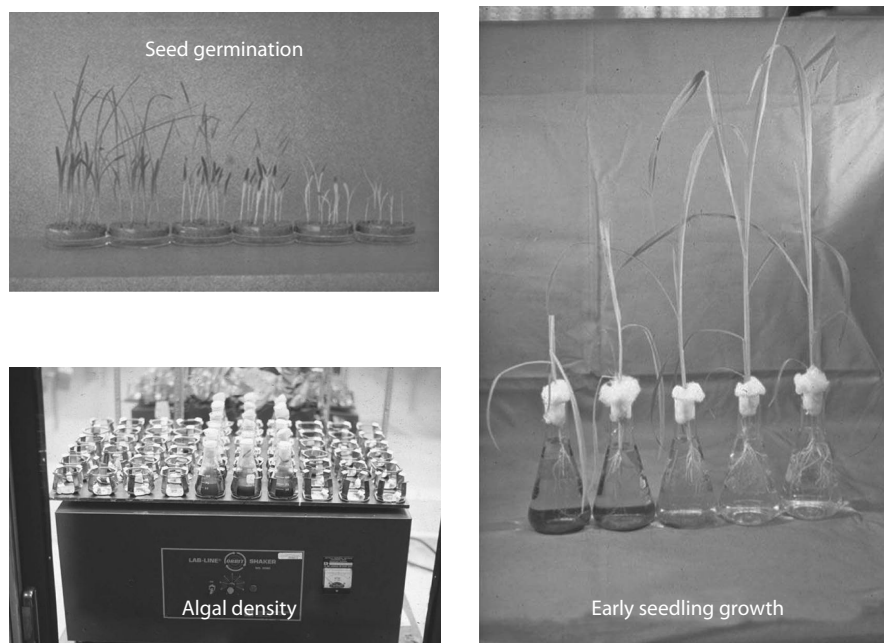 Seed germination
LAB-LINE® ORBIT SHAKER
Algal density
Early seedling growth